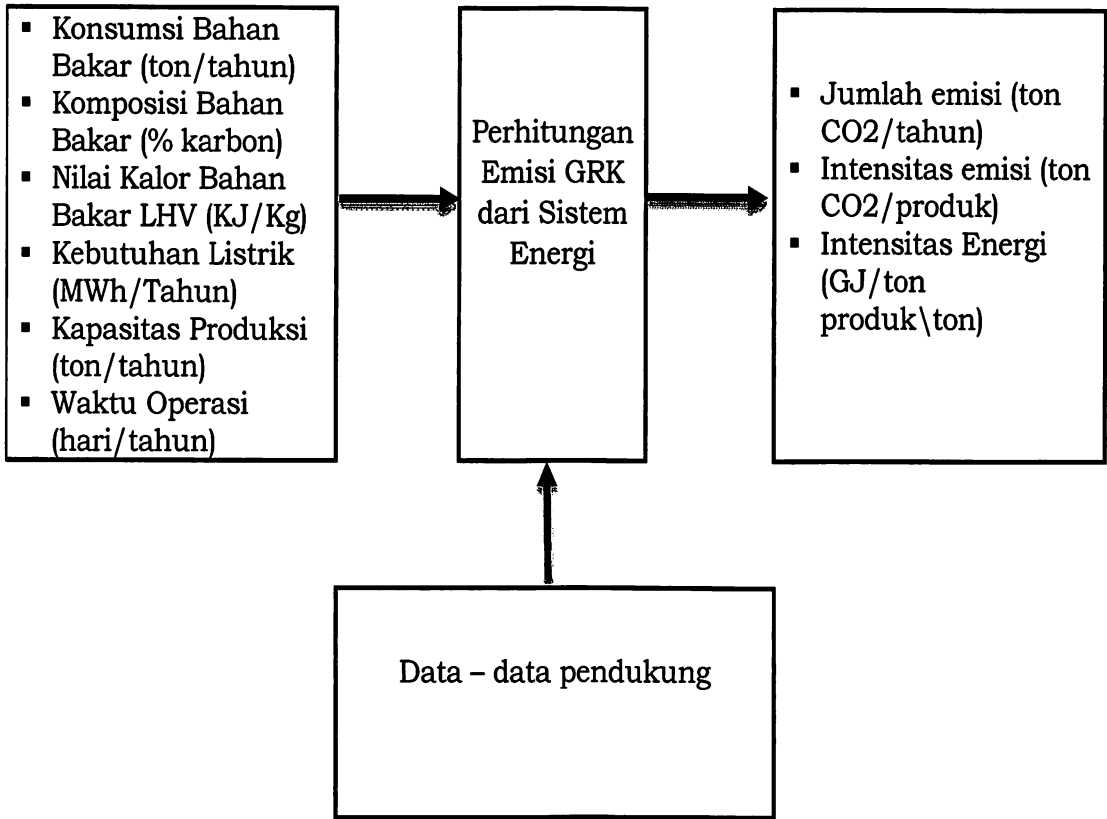 ▪ Konsumsi Bahan
Bakar (ton/tahun)
▪ Komposisi Bahan
Bakar (% karbon)
▪ Nilai Kalor Bahan
Bakar LHV (KJ/Kg)
▪ Kebutuhan Listrik
(MWh/Tahun)
▪ Kapasitas Produksi
(ton/tahun)
▪ Waktu Operasi
(hari/tahun)
Perhitungan
Emisi GRK
dari Sistem
Energi
▪ Jumlah emisi (ton
CO2/tahun)
▪ Intensitas emisi (ton
CO2/produk)
▪ Intensitas Energi
(GJ/ton
produk\ton)
Data – data pendukung